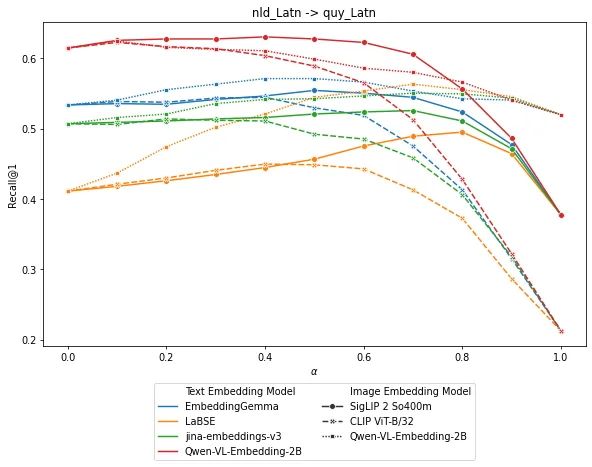 nld_Latn -> quy_Latn
Recall@1
0.6
0.5
0.4
0.3
0.2
0.0 0.2 0.4 0.6 0.8 1.0
α
Text Embedding Model Image Embedding Model
EmbeddingGemma SigLIP 2 So400m
LaBSE CLIP ViT-B/32
jina-embeddings-v3 Qwen-VL-Embedding-2B
Qwen-VL-Embedding-2B